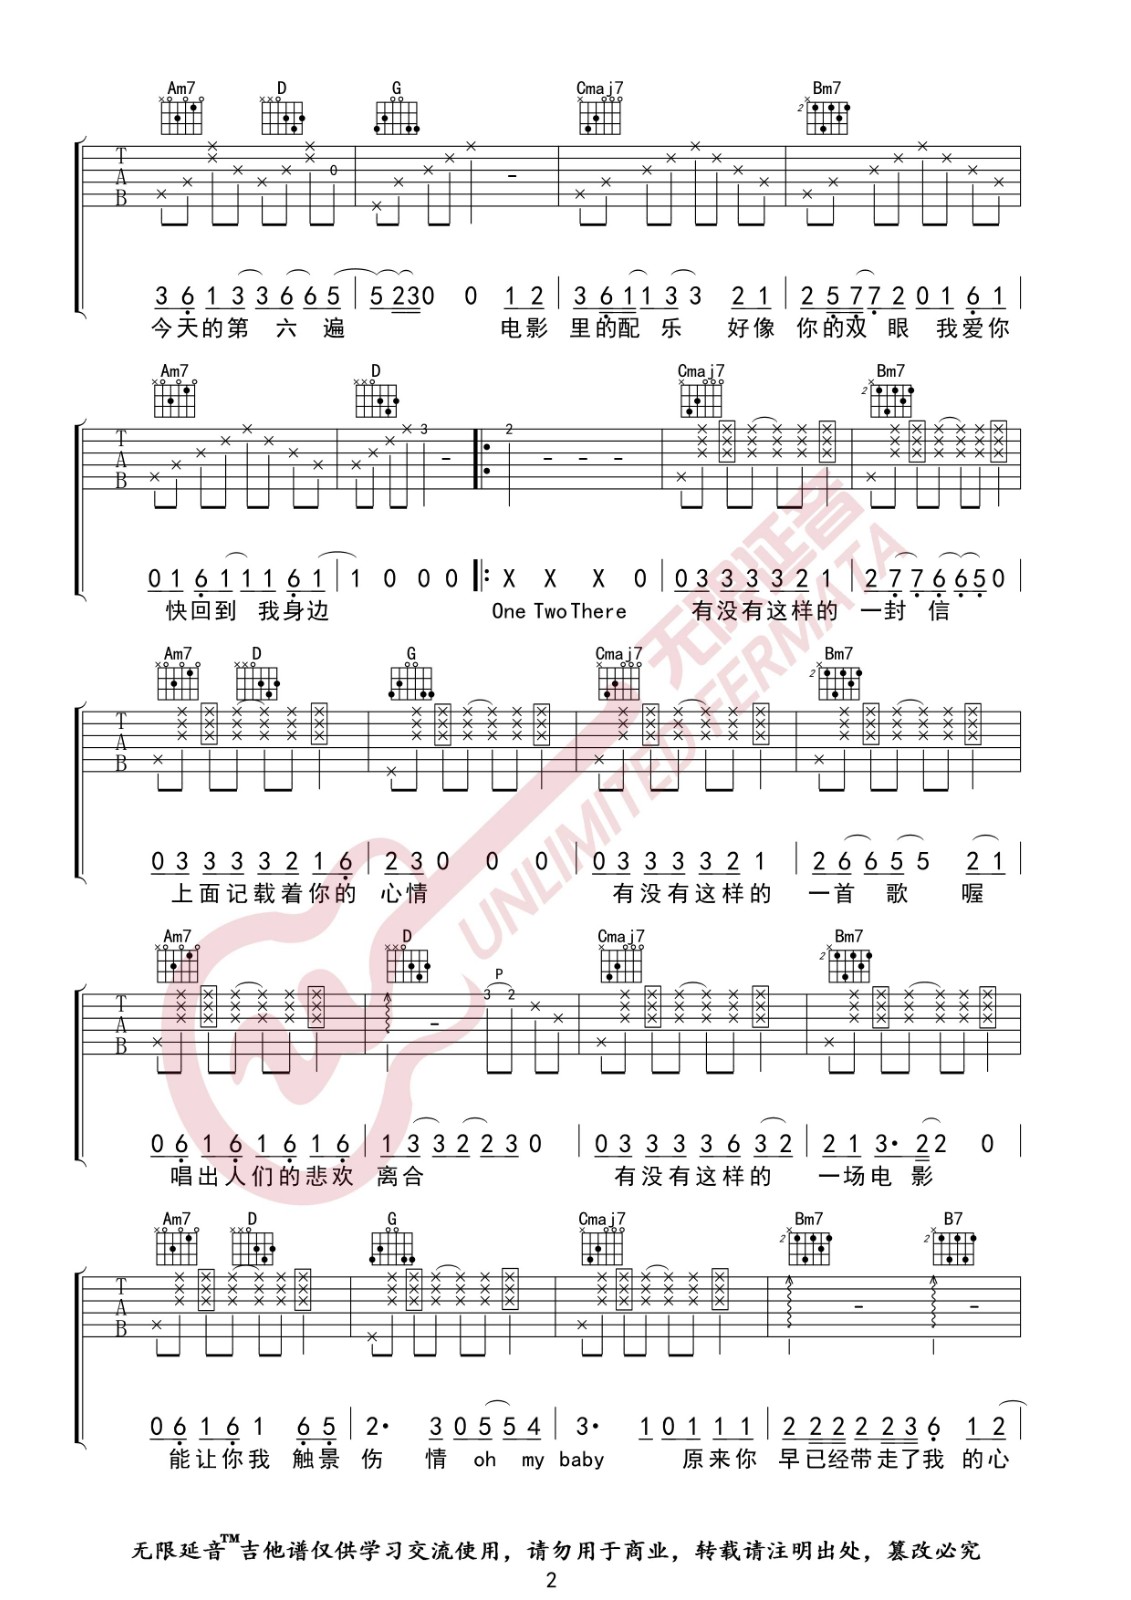 Am7 D G Cmaj7 Bm7
3 6 1 3 3 6 6 5 | 5 2 3 0 0 1 2 | 3 6 1 1 3 3 2 1 | 2 5 7 7 2 0 1 6 1 |
今天的第 六 遍 电影 里的配 乐 好像 你的双 眼 我爱你
Am7 D Cmaj7 Bm7
3 2
0 1 6 1 1 1 6 1 | 1 0 0 0 X X X 0 | 0 3 3 3 3 2 1 | 2 7 7 6 6 5 0
快回到 我身边 One Two There 有没有这样的 一封 信
Am7 D G Cmaj7 Bm7
0 3 3 3 3 2 1 6 | 2 3 0 0 0 | 0 3 3 3 3 2 1 | 2 6 6 5 5 2 1
上面记载着你的 心情 有没有这样的 一首 歌 喔
Am7 D Cmaj7 Bm7
P
3 2
0 6 1 6 1 6 1 6 | 1 3 3 2 2 3 0 | 0 3 3 3 3 6 3 2 | 2 1 3· 2 2 0 |
唱出人们的悲欢 离合 有没有这样的 一场电 影
Am7 D G Cmaj7 Bm7 B7
0 6 1 6 1 6 5 | 2· 3 0 5 5 5 4 | 3· 1 0 1 1 1 | 2 2 2 2 2 3 6 1 2
能让你我 触景 伤 情 oh my baby 原来你 早已经带走了我 的心
无限延音
UNLIMITED FERMATA
无限延音™吉他谱仅供学习交流使用，请勿用于商业，转载请注明出处，篡改必究
2